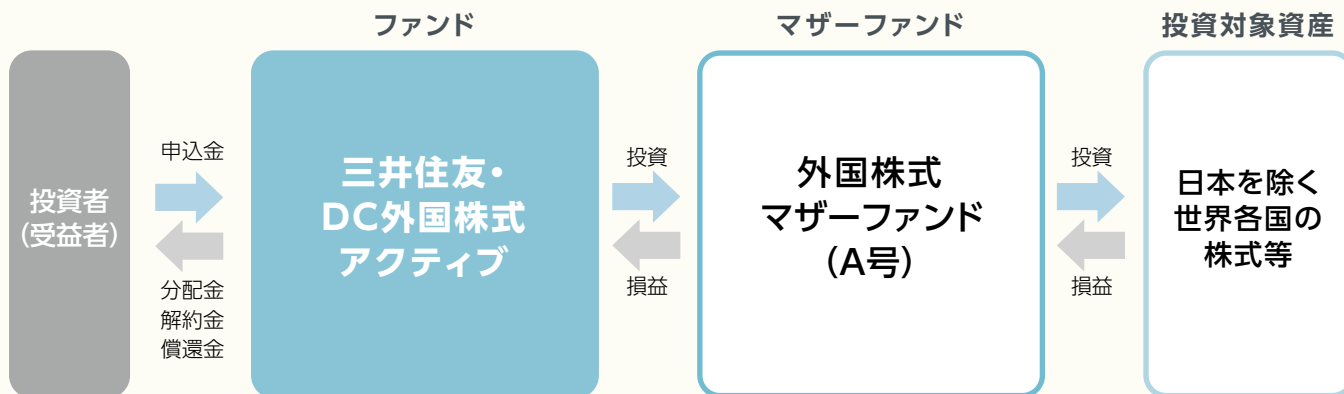 ファンド
マザーファンド
投資対象資産
投資者
(受益者)
申込金
分配金
解約金
償還金
三井住友・
DC外国株式
アクティブ
投資
損益
外国株式
マザーファンド
(A号)
投資
損益
日本を除く
世界各国の
株式等